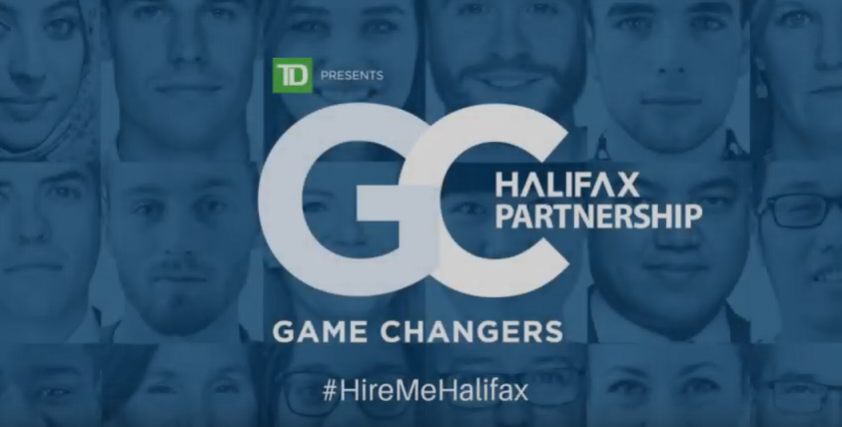 TD PRESENTS
GC
HALIFAX
PARTNERSHIP
GAME CHANGERS
#HireMeHalifax